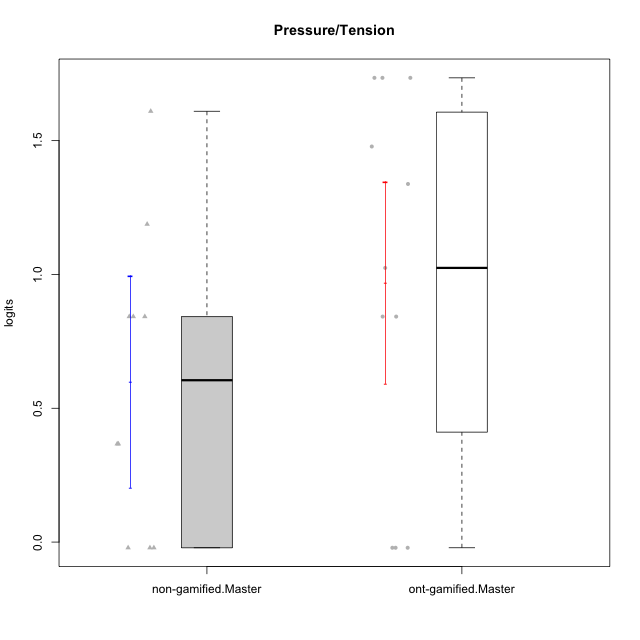 Pressure/Tension
logits
1.5
1.0
0.5
0.0
non-gamified.Master
ont-gamified.Master